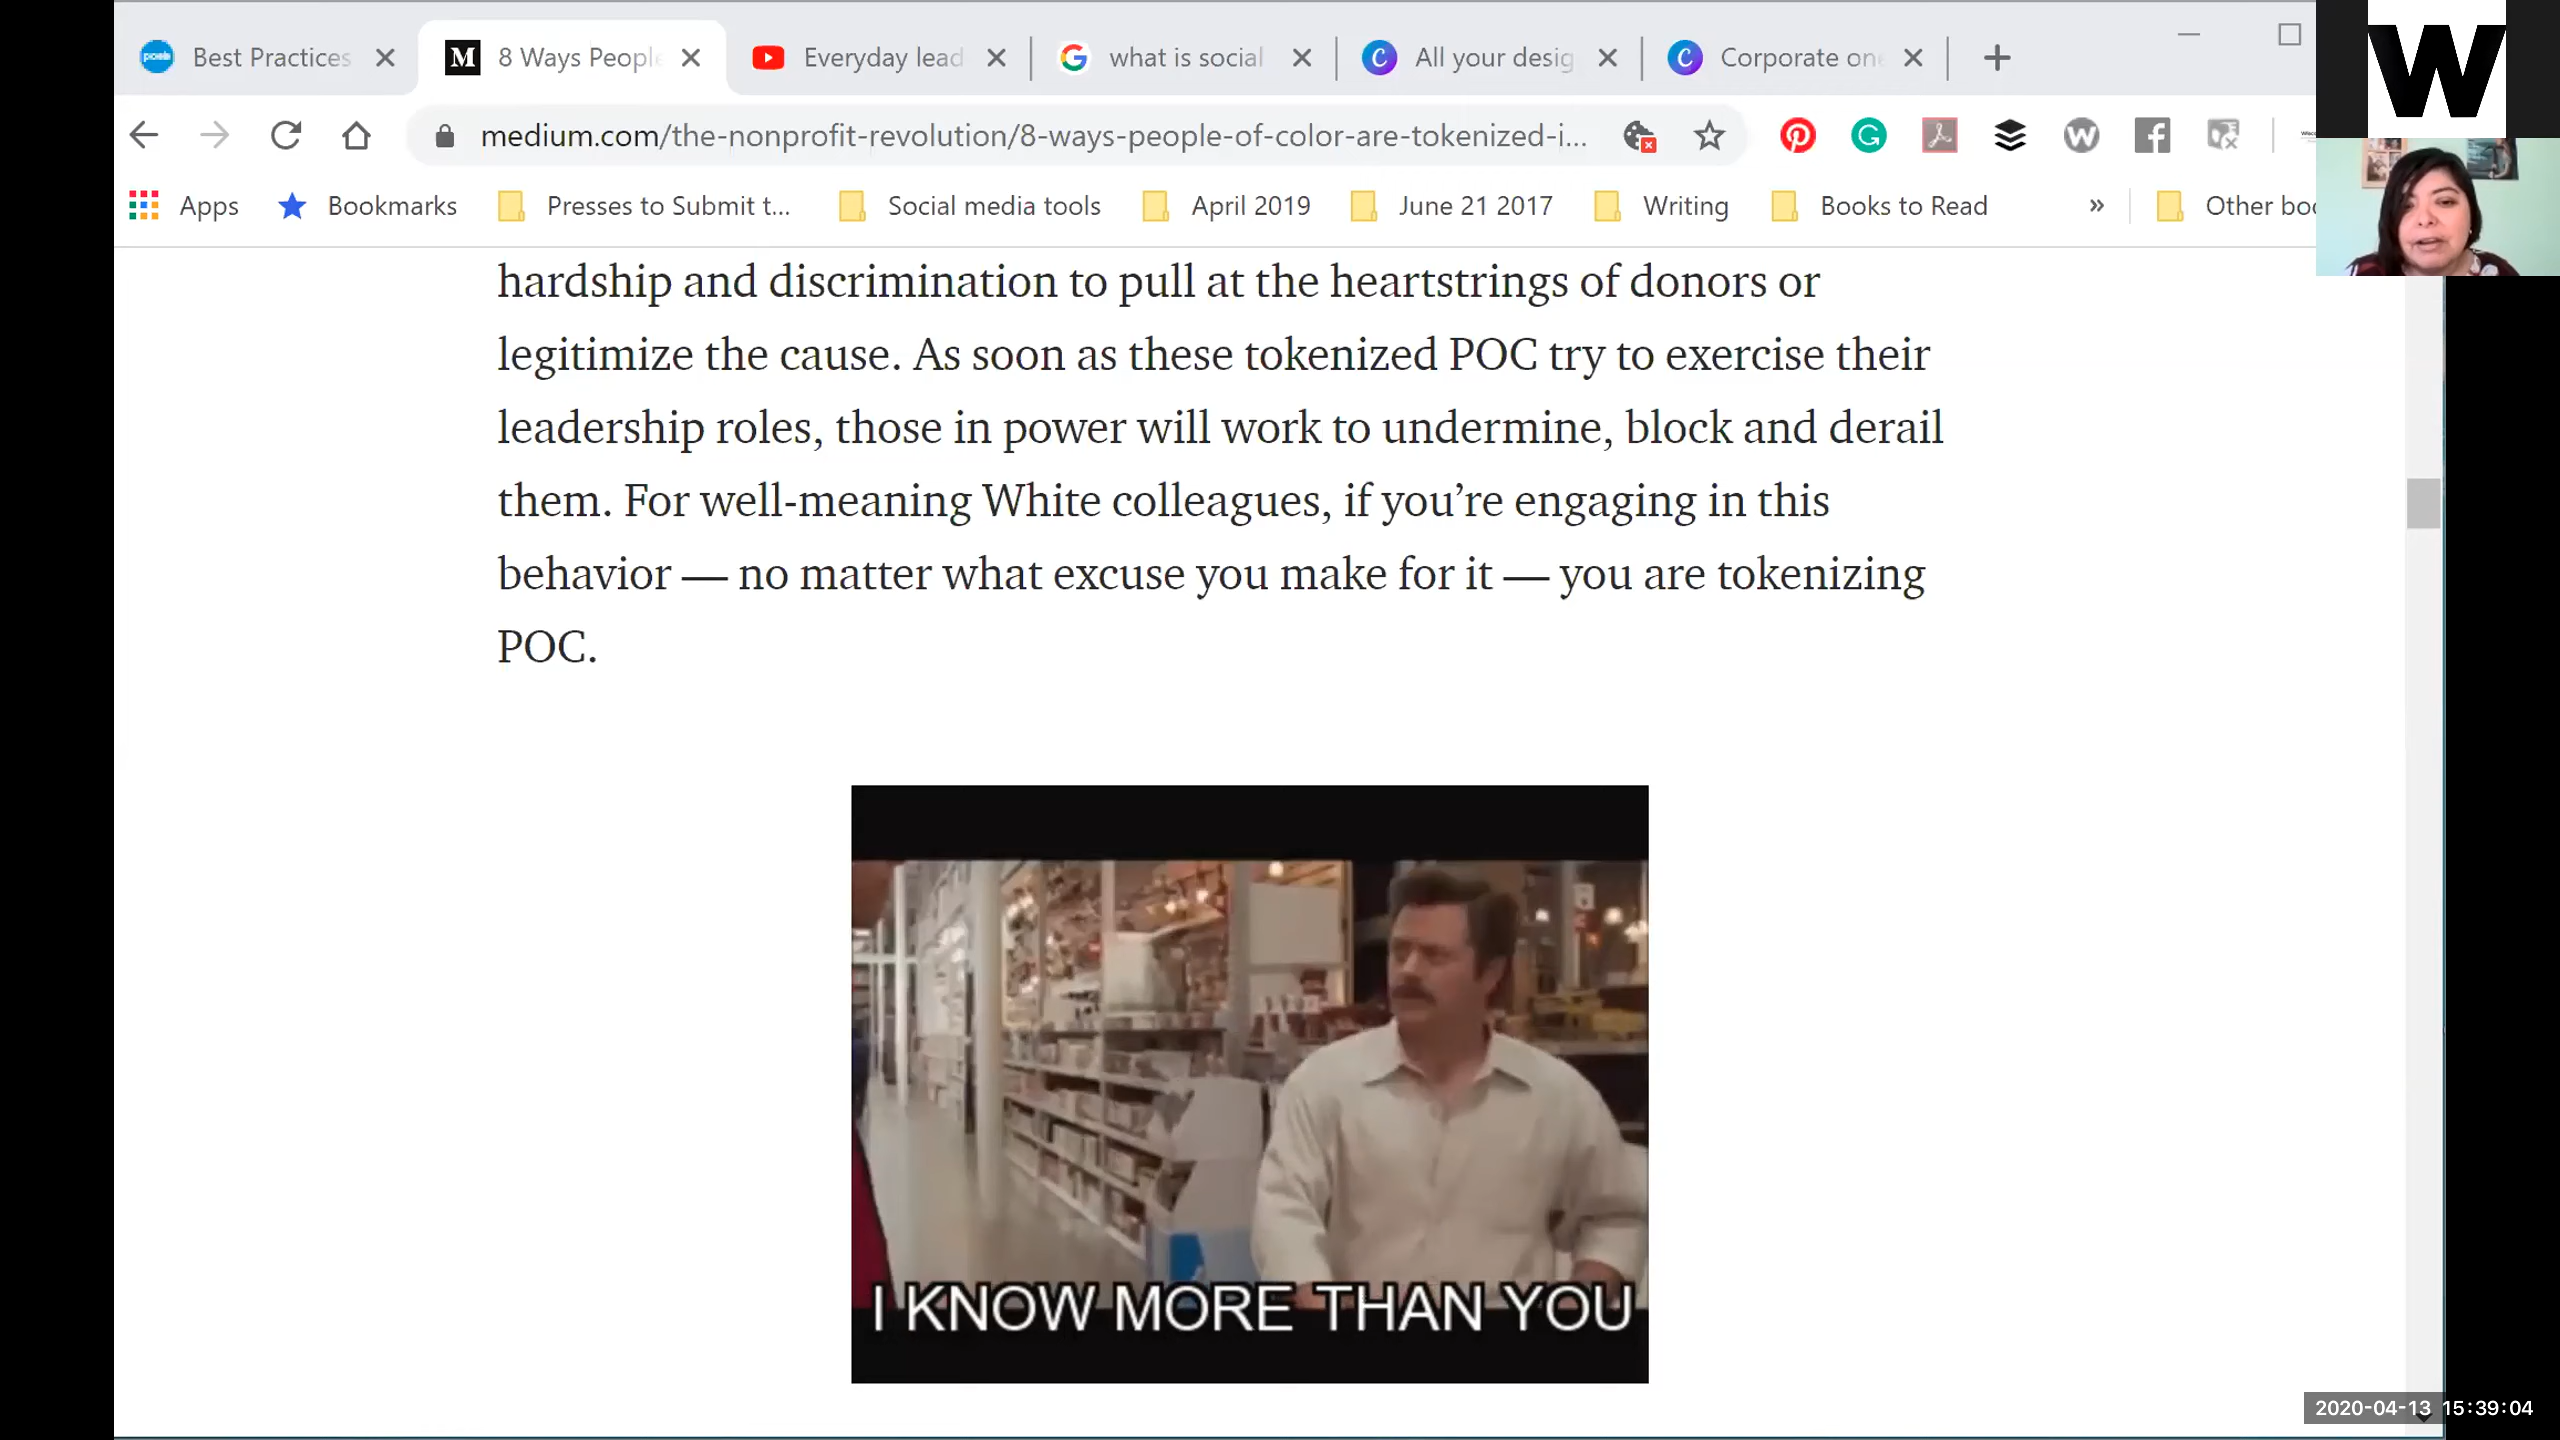 Best Practices
M 8 Ways People
Everyday lead
G what is social
C All your desig
C Corporate one
W
medium.com/the-nonprofit-revolution/8-ways-people-of-color-are-tokenized-i...
G
W
f
Apps
Bookmarks
Presses to Submit t...
Social media tools
April 2019
June 21 2017
Writing
Books to Read
»
Other boo
hardship and discrimination to pull at the heartstrings of donors or
legitimize the cause. As soon as these tokenized POC try to exercise their
leadership roles, those in power will work to undermine, block and derail
them. For well-meaning White colleagues, if you’re engaging in this
behavior — no matter what excuse you make for it — you are tokenizing
POC.
I KNOW MORE THAN YOU
2020-04-13 15:39:04